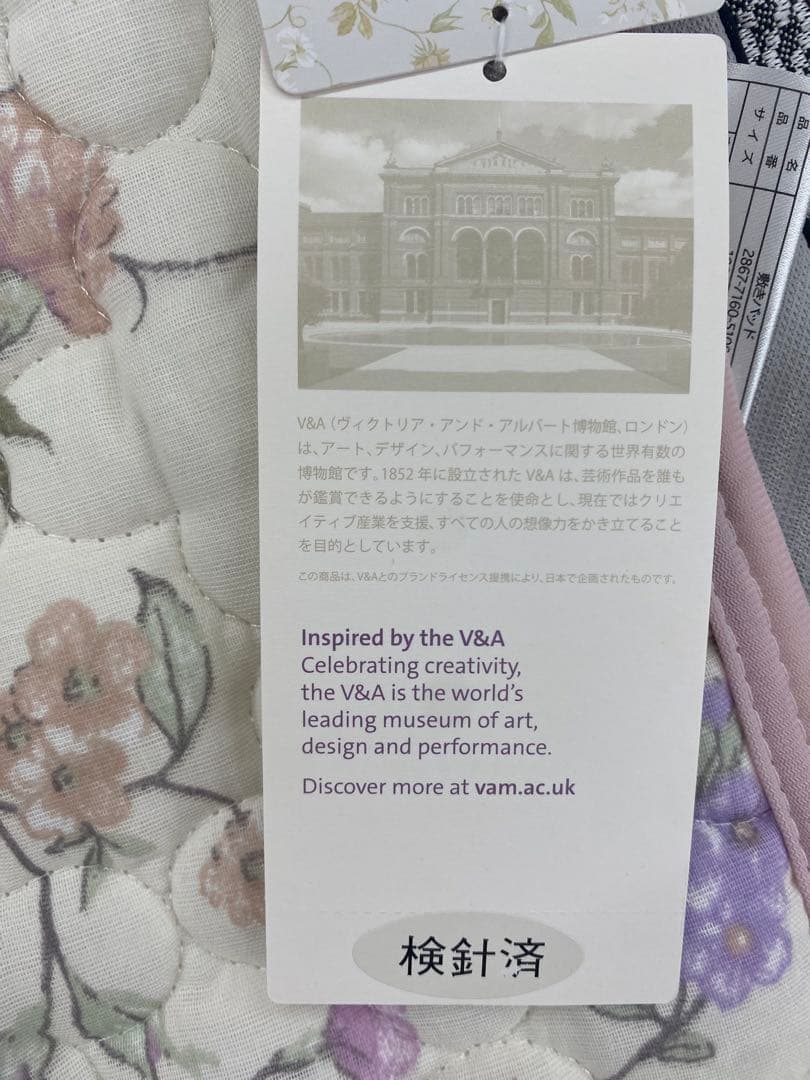 V&A（ヴィクトリア・アンド・アルバート博物館、ロンドン）
は、アート、デザイン、パフォーマンスに関する世界有数の
博物館です。1852 年に設立された V&A は、芸術作品を誰も
が鑑賞できるようにすることを使命とし、現在ではクリエ
イティブ産業を支援、すべての人の想像力をかき立てること
を目的としています。
この商品は、V&Aとのブランドライセンス提携により、日本で企画されたものです。
Inspired by the V&A
Celebrating creativity,
the V&A is the world's
leading museum of art,
design and performance.
Discover more at vam.ac.uk
検針済
品名 敷きパッド
品番 2867-7160-
サイズ